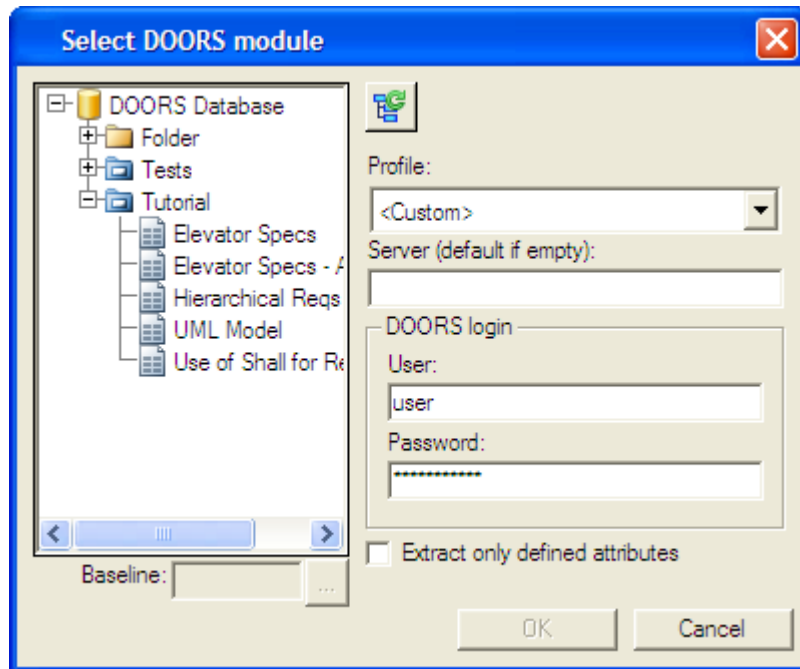 Select DOORS module
DOORS Database
Folder
Tests
Tutorial
Elevator Specs
Elevator Specs - A
Hierarchical Reqs
UML Model
Use of Shall for Re
Baseline:
...
Profile:
<Custom>
Server (default if empty):
DOORS login
User:
user
Password:
***********
Extract only defined attributes
OK
Cancel